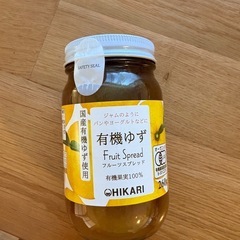 SAFETY SEAL
ジャムのように
パンやヨーグルトなどに
有機ゆず
Fruit Spread
フルーツスプレッド
有機果実100%
HIKARI
国産有機ゆず使用